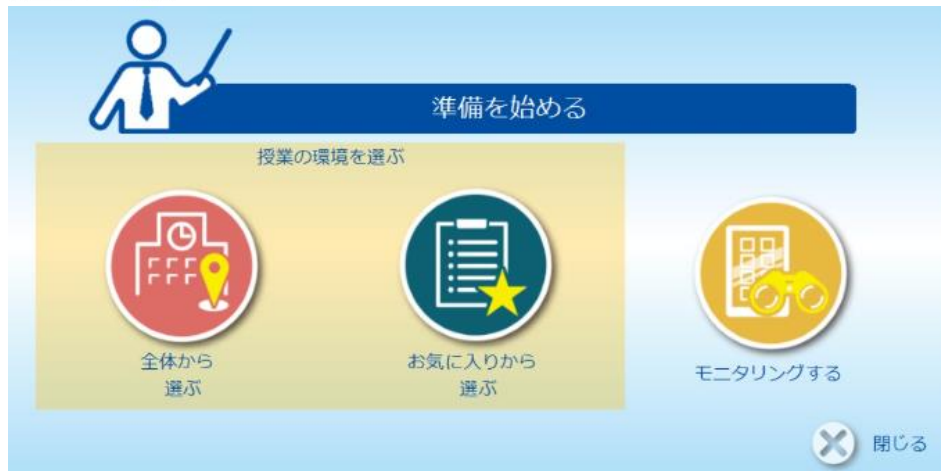 準備を始める
授業の環境を選ぶ
全体から
選ぶ
お気に入りから
選ぶ
モニタリングする
閉じる